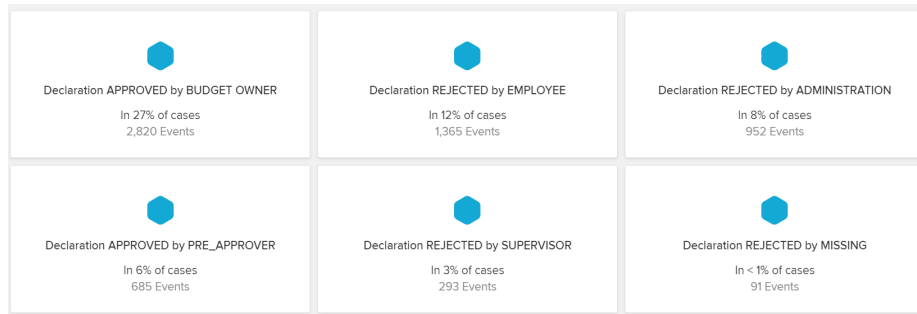 Declaration APPROVED by BUDGET OWNER
In 27% of cases
2,820 Events
Declaration REJECTED by EMPLOYEE
In 12% of cases
1,365 Events
Declaration REJECTED by ADMINISTRATION
In 8% of cases
952 Events
Declaration APPROVED by PRE_APPROVER
In 6% of cases
685 Events
Declaration REJECTED by SUPERVISOR
In 3% of cases
293 Events
Declaration REJECTED by MISSING
In < 1% of cases
91 Events